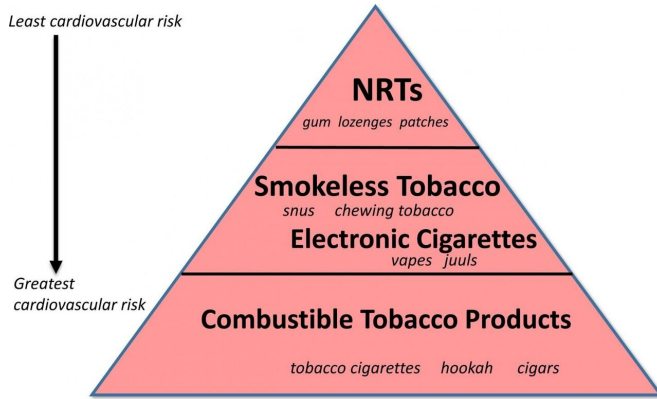 Least cardiovascular risk
NRTs
gum lozenges patches
Smokeless Tobacco
snus chewing tobacco
Electronic Cigarettes
vapes juuls
Greatest
cardiovascular risk
Combustible Tobacco Products
tobacco cigarettes hookah cigars